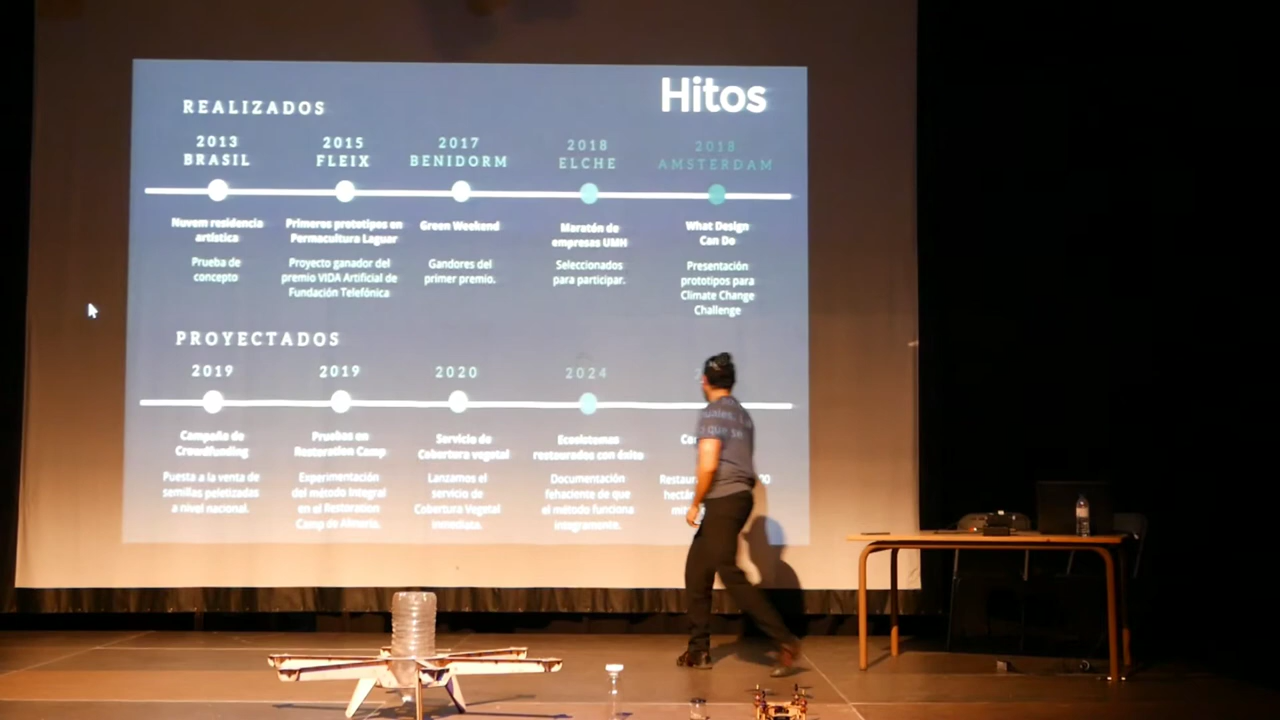 Hitos
REALIZADOS
2013
BRASIL
Nuvem residencia
artística
Prueba de
concepto
2015
FLEIX
Primeros prototipos en
Permacultura Laguar
Proyecto ganador del
premio VIDA Artificial de
Fundación Telefónica
2017
BENIDORM
Green Weekend
Gandores del
primer premio.
2018
ELCHE
Maratón de
empresas UMH
Seleccionados
para participar.
2018
AMSTERDAM
What Design
Can Do
Presentación
prototipos para
Climate Change
Challenge
PROYECTADOS
2019
Campaña de
Crowdfunding
Puesta a la venta de
semillas peletizadas
a nivel nacional.
2019
Pruebas en
Restoration Camp
Experimentación
del método Integral
en el Restoration
Camp de Almería.
2020
Servicio de
Cobertura vegetal
Lanzamos el
servicio de
Cobertura Vegetal
inmediata.
2024
Ecosistemas
restaurados con éxito
Documentación
fehaciente de que
el método funciona
íntegramente.